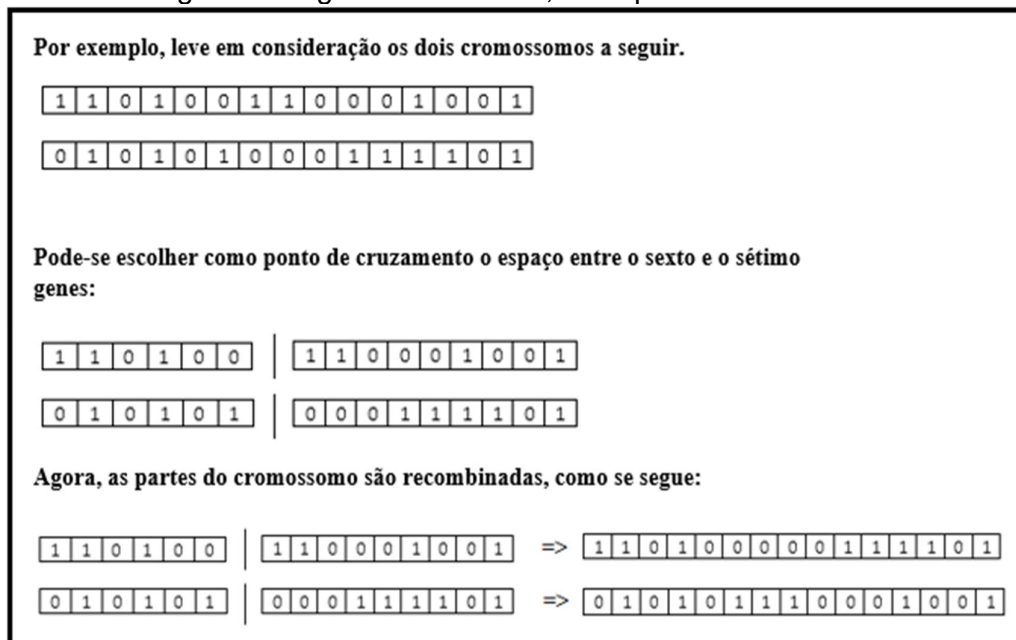 Por exemplo, leve em consideração os dois cromossomos a seguir.
1 1 0 1 0 0 1 1 0 0 0 1 0 0 1
0 1 0 1 0 1 0 0 0 1 1 1 1 0 1
Pode-se escolher como ponto de cruzamento o espaço entre o sexto e o sétimo
genes:
1 1 0 1 0 0 | 1 1 0 0 0 1 0 0 1
0 1 0 1 0 1 | 0 0 0 1 1 1 1 0 1
Agora, as partes do cromossomo são recombinadas, como se segue:
1 1 0 1 0 0 | 1 1 0 0 0 1 0 0 1 => 1 1 0 1 0 0 0 0 0 1 1 1 1 0 1
0 1 0 1 0 1 | 0 0 0 1 1 1 1 0 1 => 0 1 0 1 0 1 1 1 0 0 0 1 0 0 1